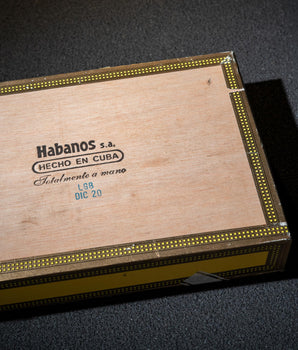 Habanos s.a.
HECHO EN CUBA
Totalmente a mano
LGB
DIC 20